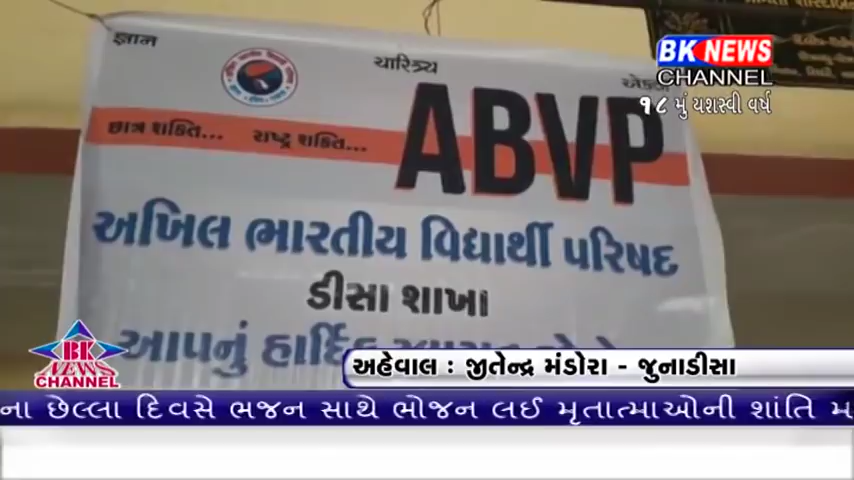 જ્ઞાન
ચારિત્ર્ય
BK NEWS
CHANNEL
૧૮ મું યશસ્વી વર્ષ
છાત્ર શક્તિ...
રાષ્ટ્ર શક્તિ...
ABVP
અખિલ ભારતીય વિદ્યાર્થી પરિષદ
ડીસા શાખા
આપનું હાર્દિક
BK
NEWS
CHANNEL
અહેવાલ : જીતેન્દ્ર મંડોરા - જુનાડીસા
ના છેલ્લા દિવસે ભજન સાથે ભોજન લઈ મૃતાત્માઓની શાંતિ મ